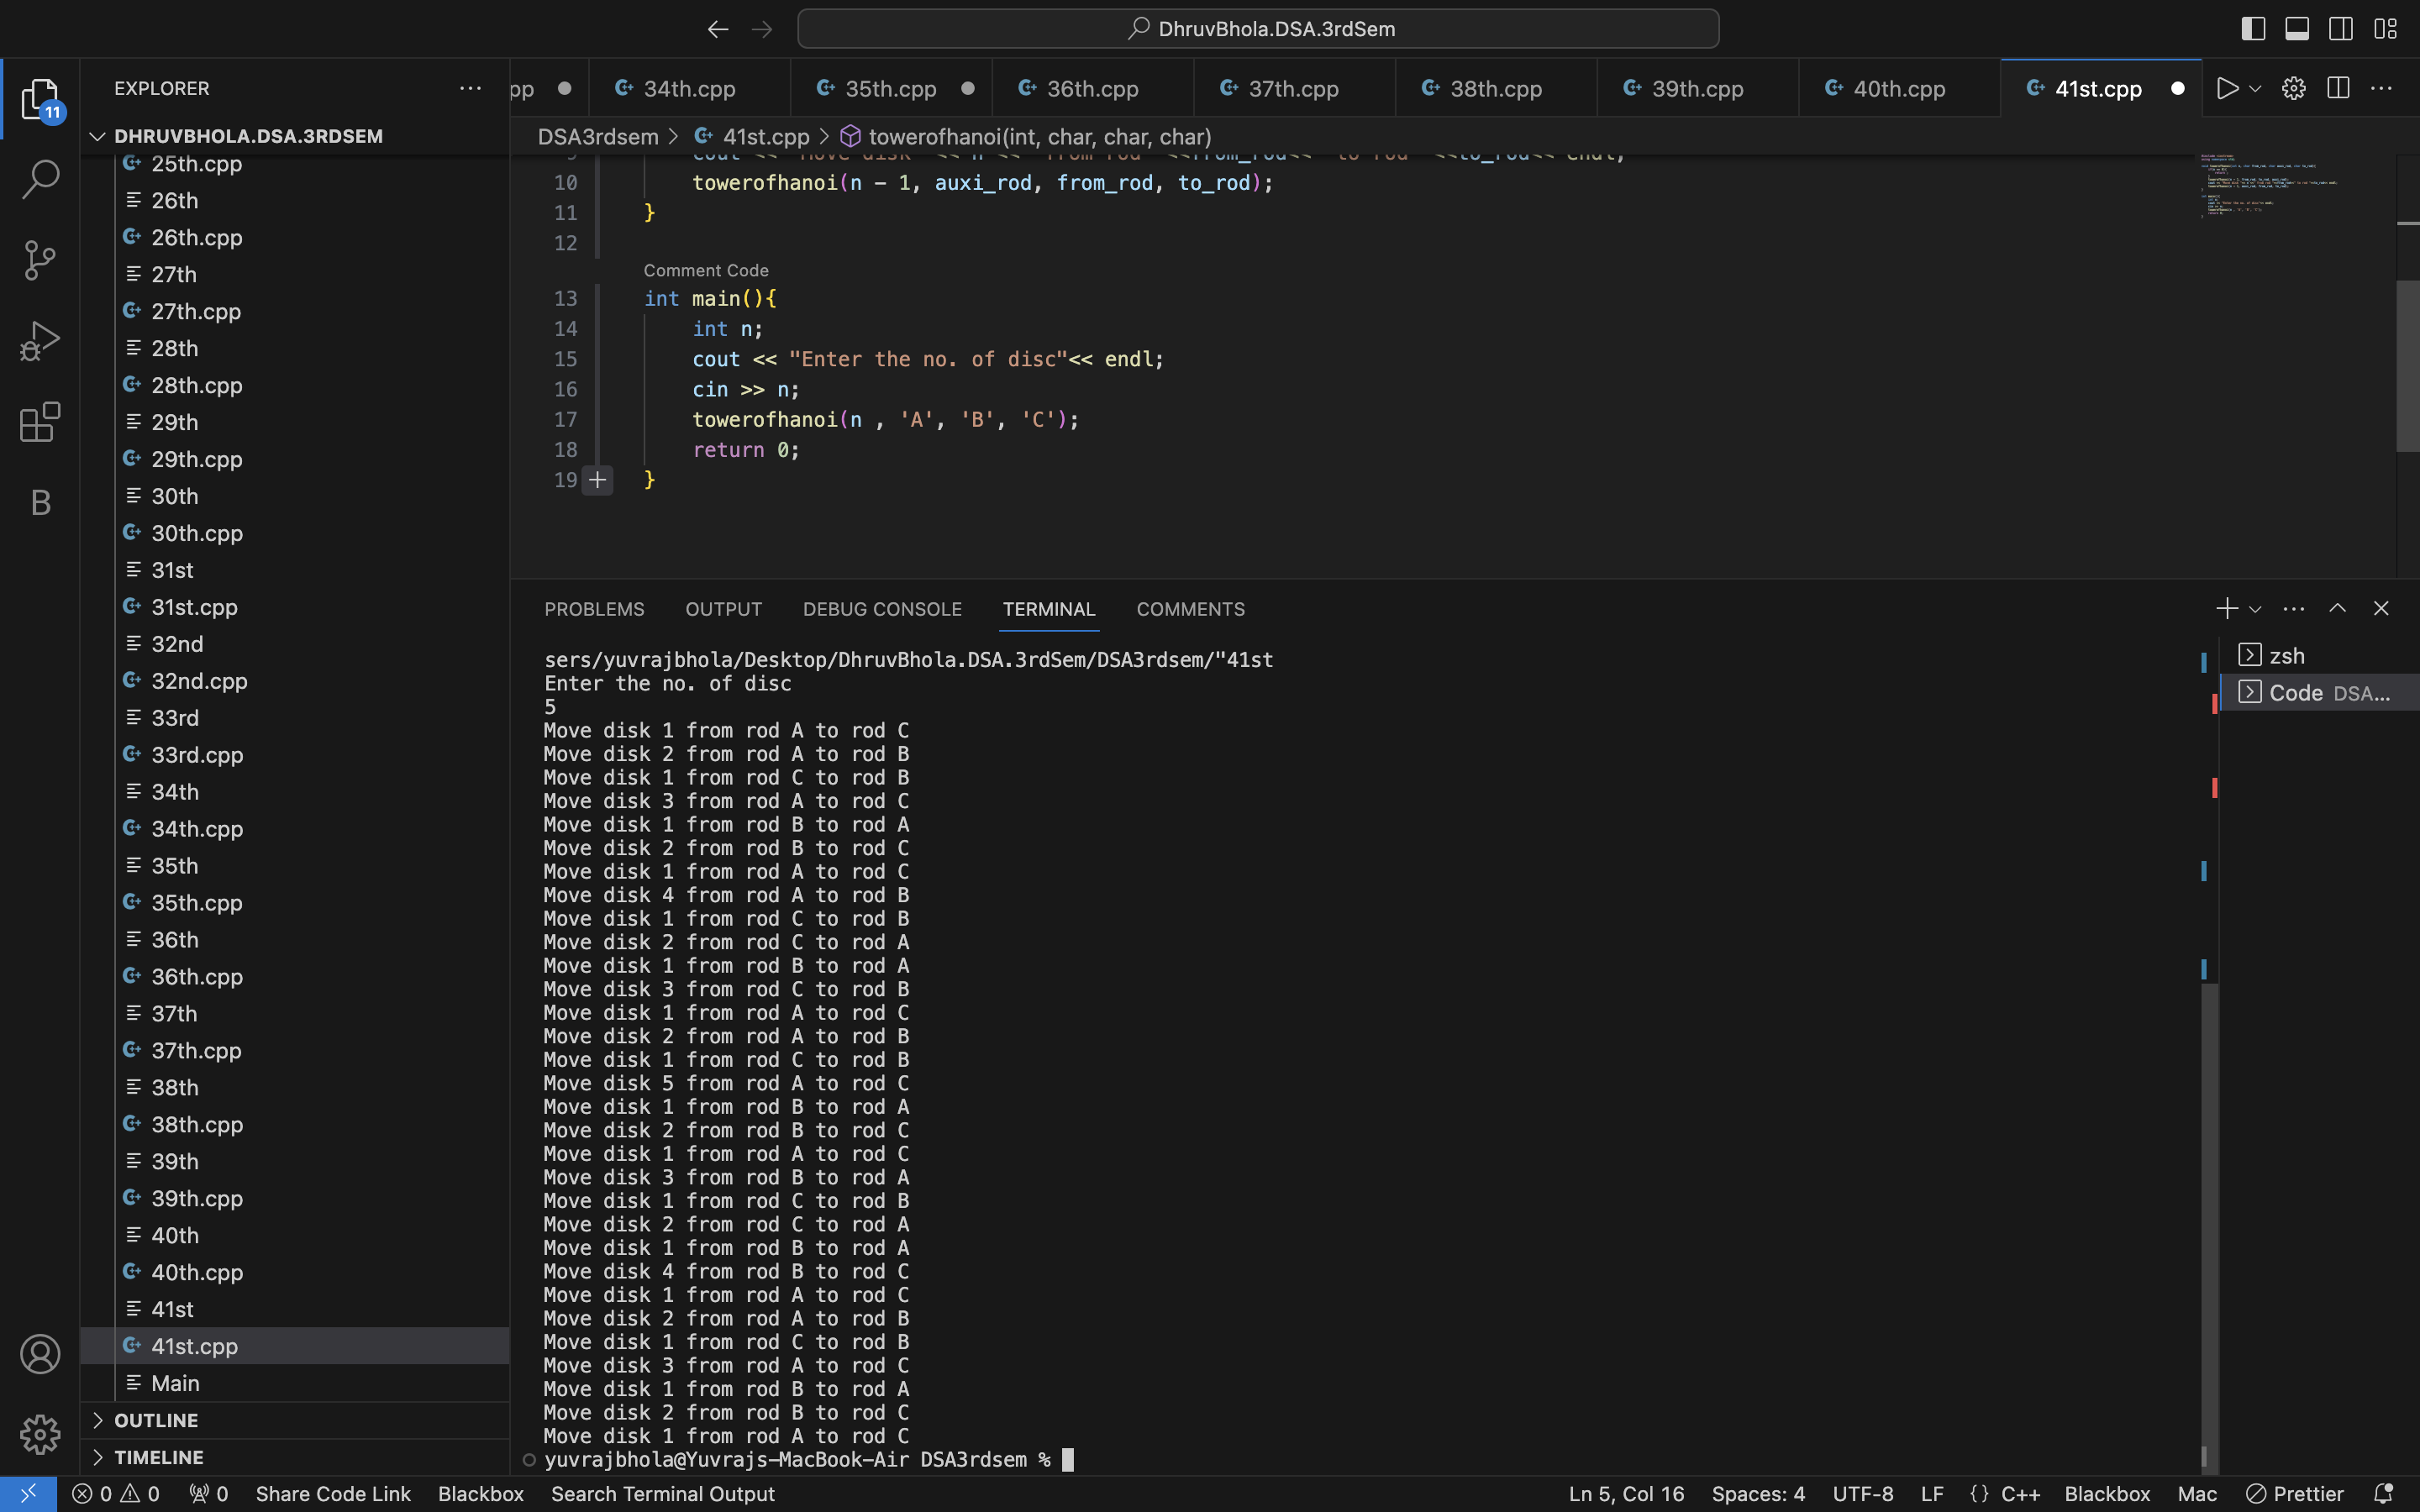 DhruvBhola.DSA.3rdSem
11
EXPLORER
DHRUVBHOLA.DSA.3RDSEM
25th.cpp
26th
26th.cpp
27th
27th.cpp
28th
28th.cpp
29th
29th.cpp
30th
30th.cpp
31st
31st.cpp
32nd
32nd.cpp
33rd
33rd.cpp
34th
34th.cpp
35th
35th.cpp
36th
36th.cpp
37th
37th.cpp
38th
38th.cpp
39th
39th.cpp
40th
40th.cpp
41st
41st.cpp
Main
OUTLINE
TIMELINE
B
pp 34th.cpp 35th.cpp 36th.cpp 37th.cpp 38th.cpp 39th.cpp 40th.cpp 41st.cpp
DSA3rdsem > 41st.cpp > towerofhanoi(int, char, char, char)
10 towerofhanoi(n - 1, auxi_rod, from_rod, to_rod);
11 }
12
Comment Code
13 int main(){
14 int n;
15 cout << "Enter the no. of disc"<< endl;
16 cin >> n;
17 towerofhanoi(n , 'A', 'B', 'C');
18 return 0;
19 }
PROBLEMS OUTPUT DEBUG CONSOLE TERMINAL COMMENTS
zsh
Code DSA...
sers/yuvrajbhola/Desktop/DhruvBhola.DSA.3rdSem/DSA3rdsem/"41st
Enter the no. of disc
5
Move disk 1 from rod A to rod C
Move disk 2 from rod A to rod B
Move disk 1 from rod C to rod B
Move disk 3 from rod A to rod C
Move disk 1 from rod B to rod A
Move disk 2 from rod B to rod C
Move disk 1 from rod A to rod C
Move disk 4 from rod A to rod B
Move disk 1 from rod C to rod B
Move disk 2 from rod C to rod A
Move disk 1 from rod B to rod A
Move disk 3 from rod C to rod B
Move disk 1 from rod A to rod C
Move disk 2 from rod A to rod B
Move disk 1 from rod C to rod B
Move disk 5 from rod A to rod C
Move disk 1 from rod B to rod A
Move disk 2 from rod B to rod C
Move disk 1 from rod A to rod C
Move disk 3 from rod B to rod A
Move disk 1 from rod C to rod B
Move disk 2 from rod C to rod A
Move disk 1 from rod B to rod A
Move disk 4 from rod B to rod C
Move disk 1 from rod A to rod C
Move disk 2 from rod A to rod B
Move disk 1 from rod C to rod B
Move disk 3 from rod A to rod C
Move disk 1 from rod B to rod A
Move disk 2 from rod B to rod C
Move disk 1 from rod A to rod C
yuvrajbhola@Yuvrajs-MacBook-Air DSA3rdsem %
0 0 0 Share Code Link Blackbox Search Terminal Output Ln 5, Col 16 Spaces: 4 UTF-8 LF {} C++ Blackbox Mac Prettier